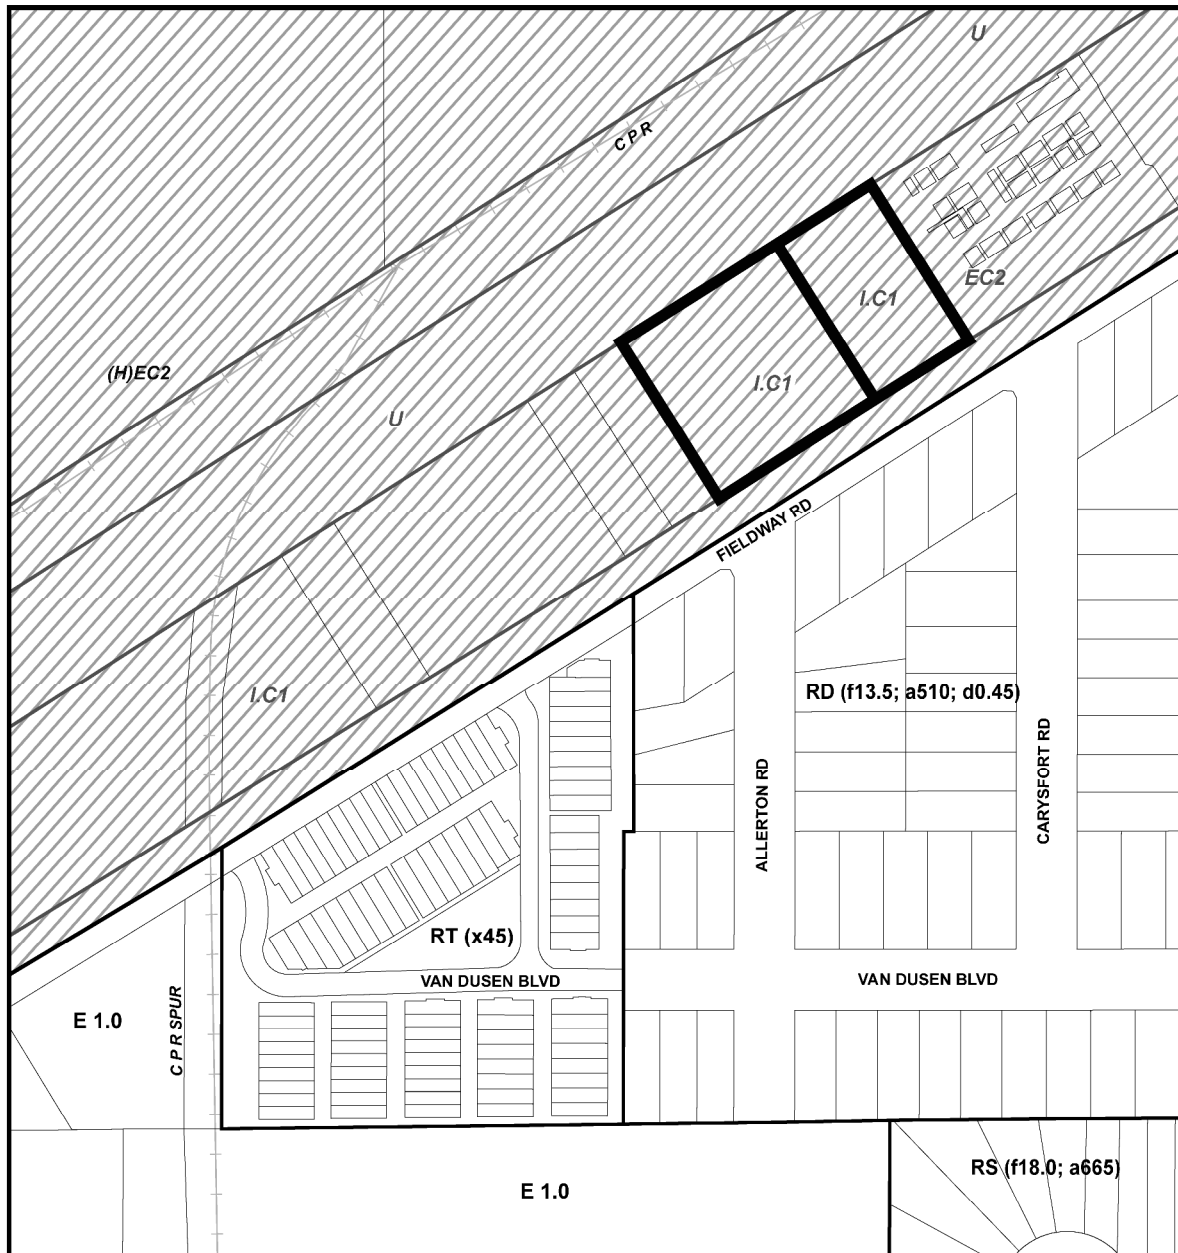 U
C P R
EC2
I.C1
(H)EC2
I.C1
U
FIELDWAY RD
I.C1
RD (f13.5; a510; d0.45)
ALLERTON RD
CARYSFORT RD
RT (x45)
VAN DUSEN BLVD
VAN DUSEN BLVD
E 1.0
C P R SPUR
RS (f18.0; a665)
E 1.0